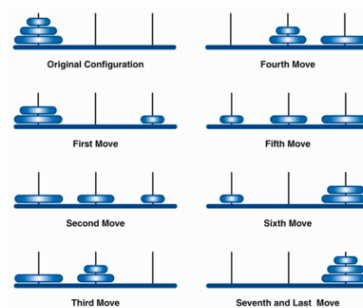 Original Configuration
Fourth Move
First Move
Fifth Move
Second Move
Sixth Move
Third Move
Seventh and Last Move